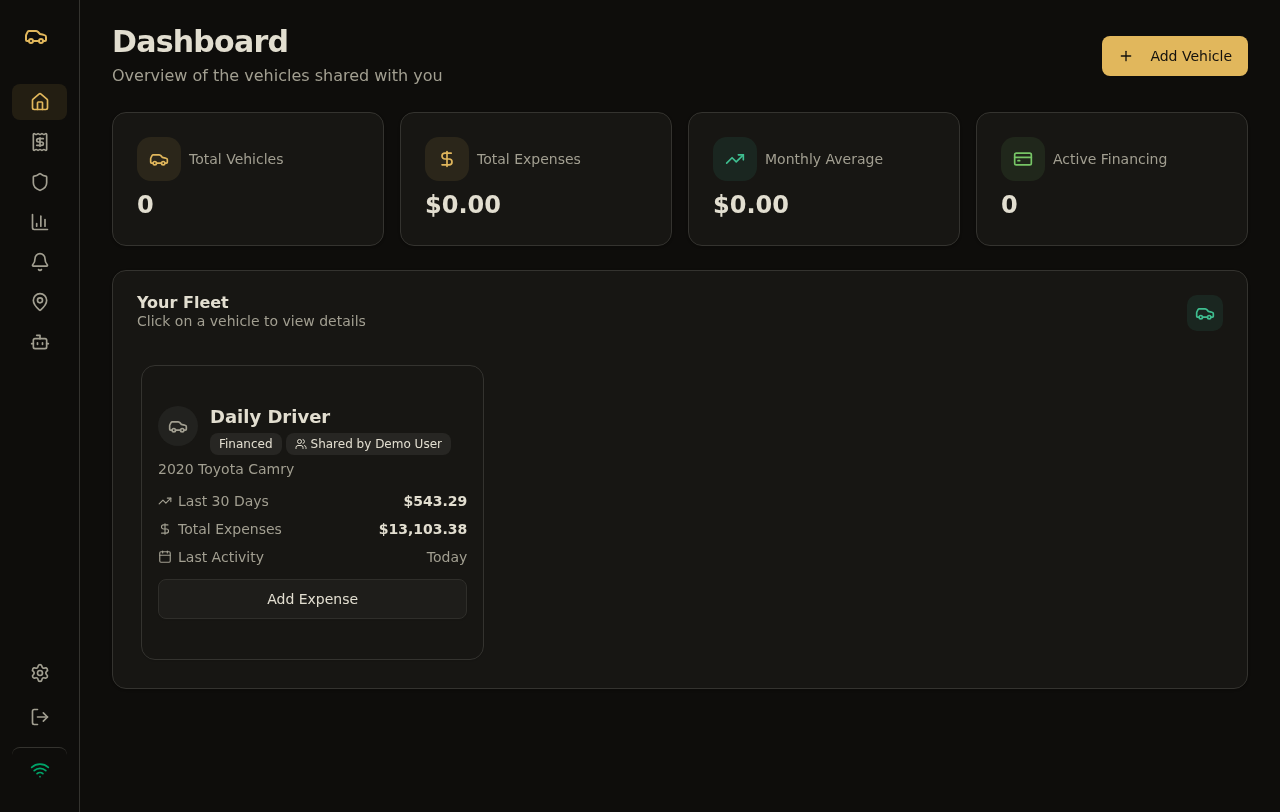 Dashboard
Overview of the vehicles shared with you
Add Vehicle
Total Vehicles
0
Total Expenses
$0.00
Monthly Average
$0.00
Active Financing
0
Your Fleet
Click on a vehicle to view details
Daily Driver
Financed
Shared by Demo User
2020 Toyota Camry
Last 30 Days $543.29
Total Expenses $13,103.38
Last Activity Today
Add Expense